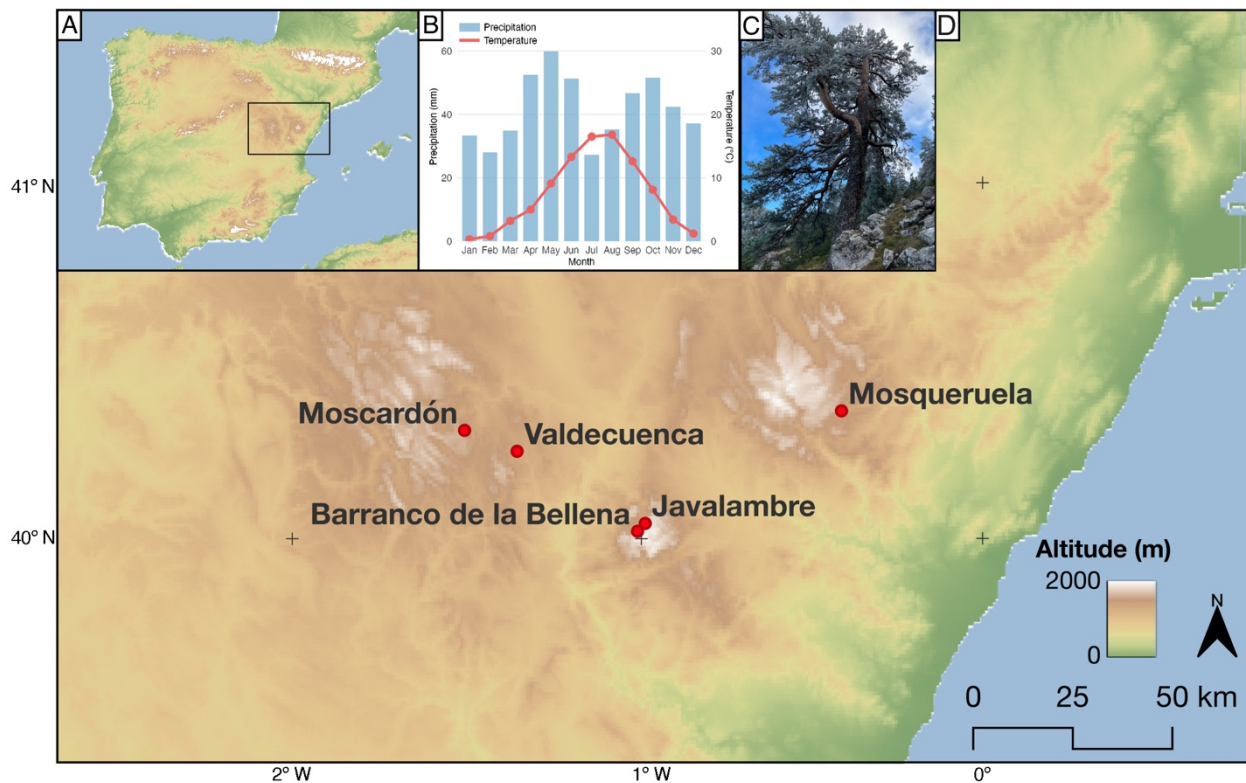 A
B
Precipitation
Temperature
60
40
20
0
Precipitation (mm)
30
20
10
0
Temperature (°C)
Jan Feb Mar Apr May Jun Jul Aug Sep Oct Nov Dec
Month
C
D
41° N
40° N
Moscardón
Valdecuenca
Mosqueruela
Barranco de la Bellena
Javalambre
Altitude (m)
2000
0
N
0 25 50 km
2° W 1° W 0°